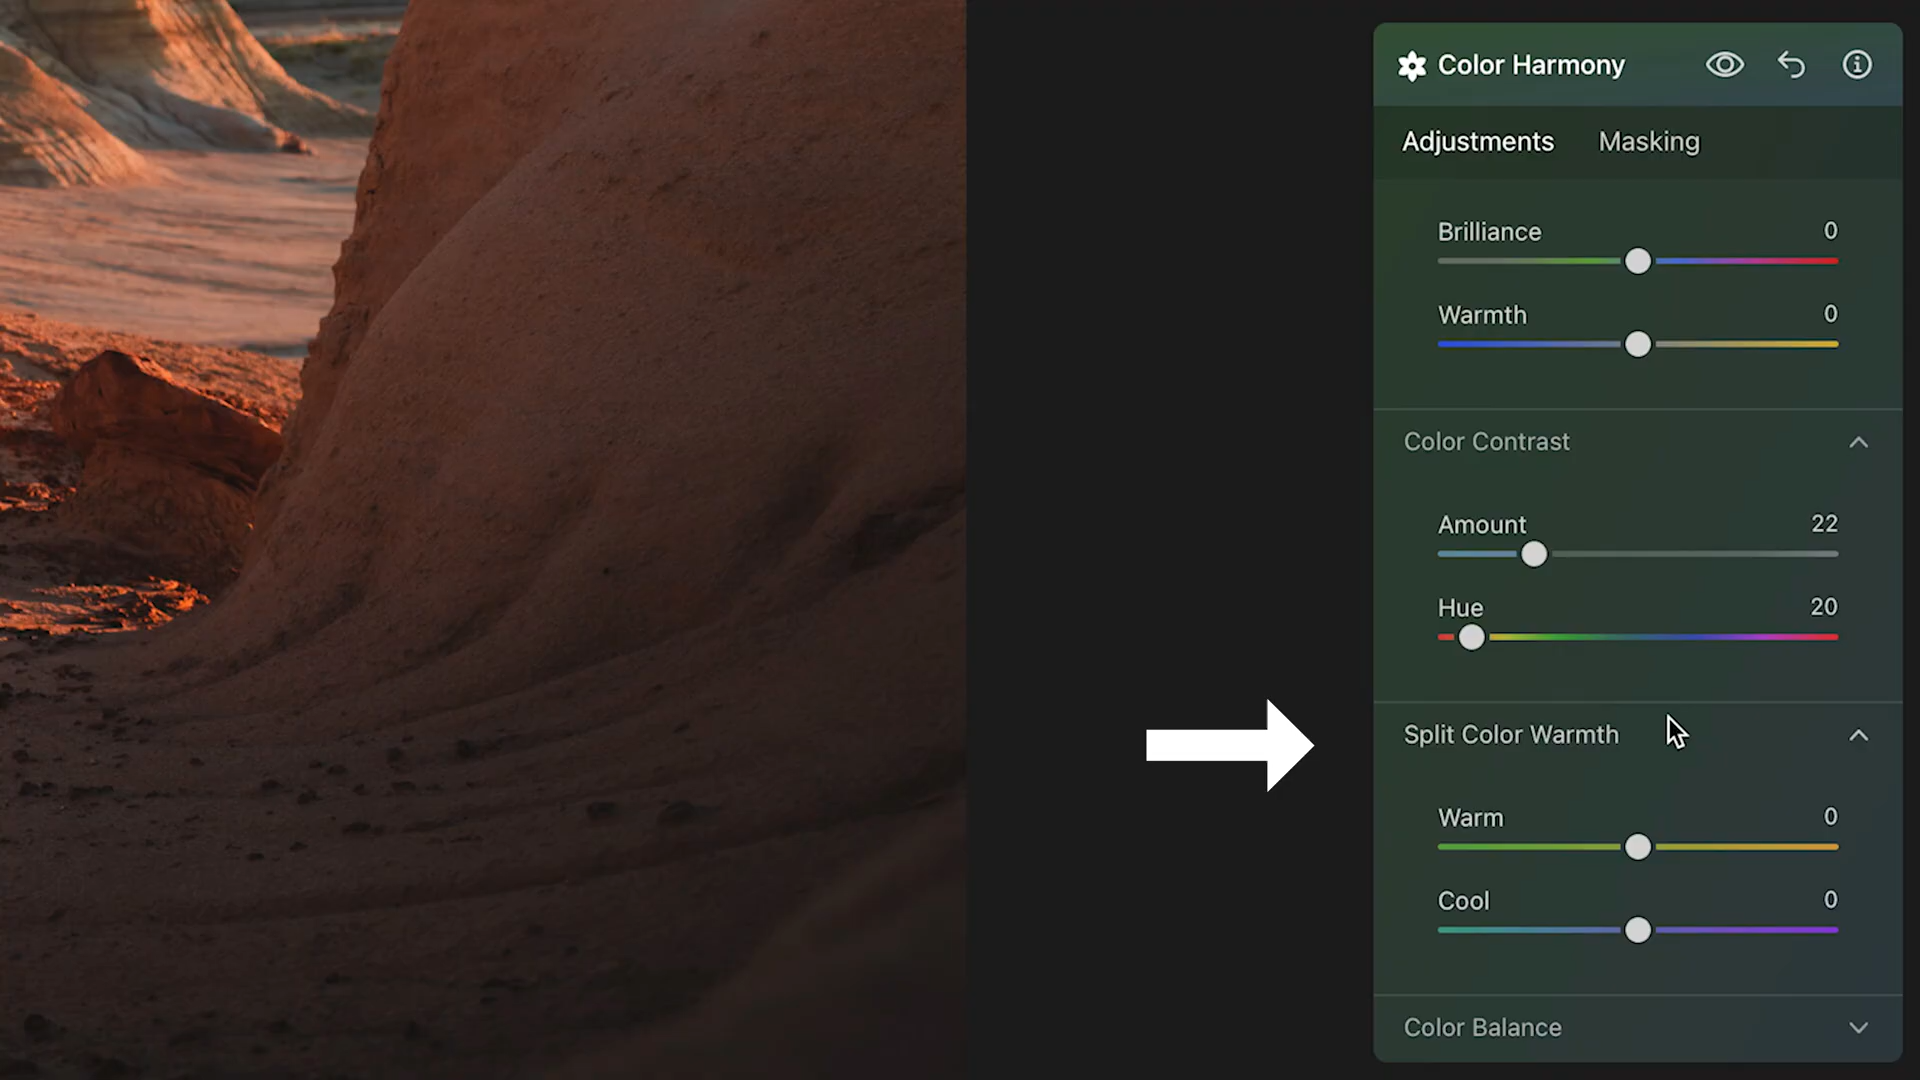 Color Harmony
Adjustments Masking
Brilliance 0
Warmth 0
Color Contrast
Amount 22
Hue 20
Split Color Warmth
Warm 0
Cool 0
Color Balance